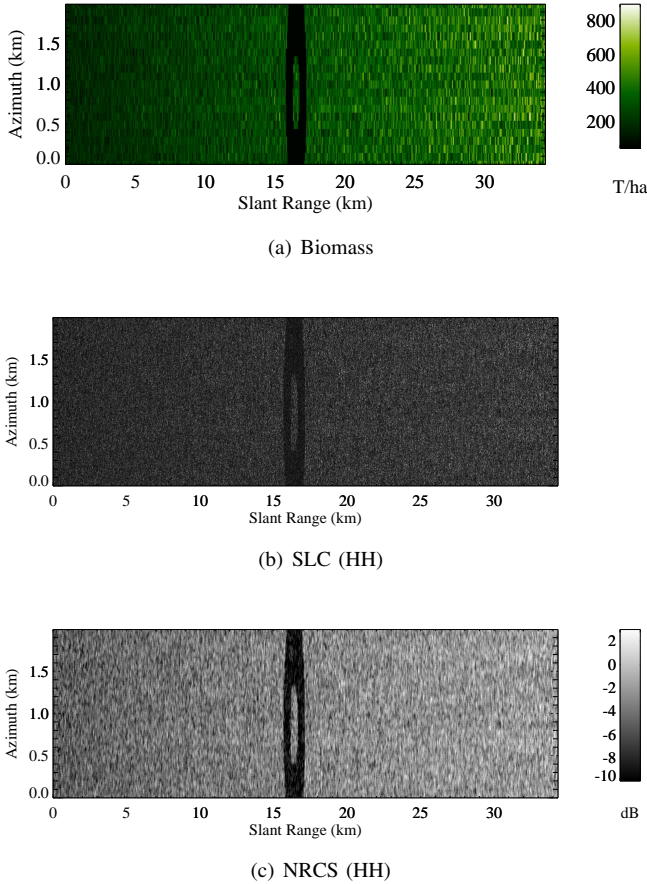 800
600
400
200
T/ha
Azimuth (km)
1.5
1.0
0.5
0.0
0 5 10 15 20 25 30
Slant Range (km)
(a) Biomass
Azimuth (km)
1.5
1.0
0.5
0.0
0 5 10 15 20 25 30
Slant Range (km)
(b) SLC (HH)
Azimuth (km)
1.5
1.0
0.5
0.0
0 5 10 15 20 25 30
Slant Range (km)
2
0
-2
-4
-6
-8
-10
dB
(c) NRCS (HH)